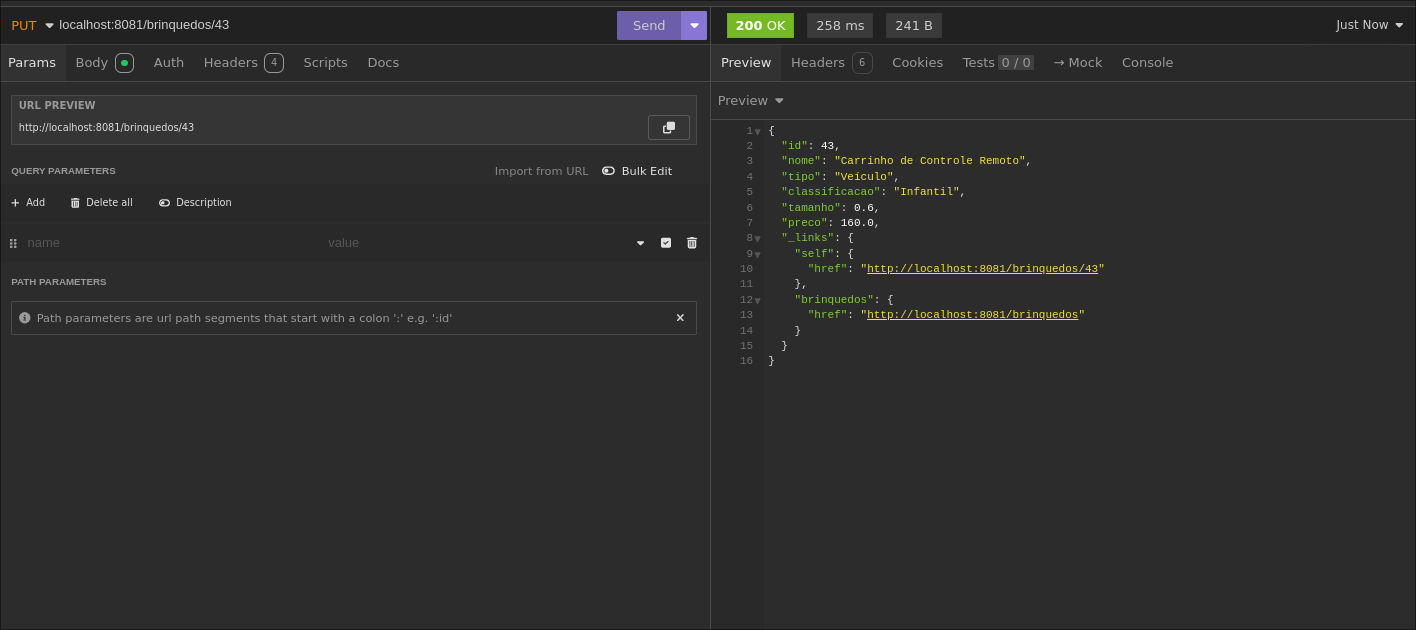 PUT localhost:8081/brinquedos/43 Send 200 OK 258 ms 241 B Just Now
Params Body Auth Headers 4 Scripts Docs
Preview Headers 6 Cookies Tests 0 / 0 → Mock Console
URL PREVIEW
http://localhost:8081/brinquedos/43
QUERY PARAMETERS Import from URL Bulk Edit
+ Add Delete all Description
name value
PATH PARAMETERS
Path parameters are url path segments that start with a colon ':' e.g. ':id'
Preview
1 {
2 "id": 43,
3 "nome": "Carrinho de Controle Remoto",
4 "tipo": "Veículo",
5 "classificacao": "Infantil",
6 "tamanho": 0.6,
7 "preco": 160.0,
8 "_links": {
9 "self": {
10 "href": "http://localhost:8081/brinquedos/43"
11 },
12 "brinquedos": {
13 "href": "http://localhost:8081/brinquedos"
14 }
15 }
16 }